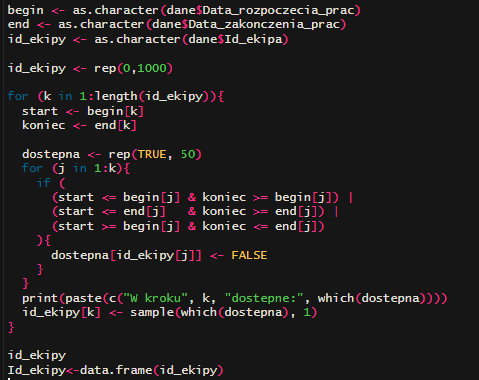 begin <- as.character(dane$Data_rozpoczecia_prac)
end <- as.character(dane$Data_zakonczenia_prac)
id_ekipy <- as.character(dane$Id_ekipa)

id_ekipy <- rep(0,1000)

for (k in 1:length(id_ekipy)){
  start <- begin[k]
  koniec <- end[k]

  dostepna <- rep(TRUE, 50)
  for (j in 1:k){
    if (
      (start <= begin[j] & koniec >= begin[j]) |
      (start <= end[j]   & koniec >= end[j]) |
      (start >= begin[j] & koniec <= end[j])
    ){
      dostepna[id_ekipy[j]] <- FALSE
    }
  }
  print(paste(c("W kroku", k, "dostepne:", which(dostepna))))
  id_ekipy[k] <- sample(which(dostepna), 1)
}

id_ekipy
Id_ekipy<-data.frame(id_ekipy)